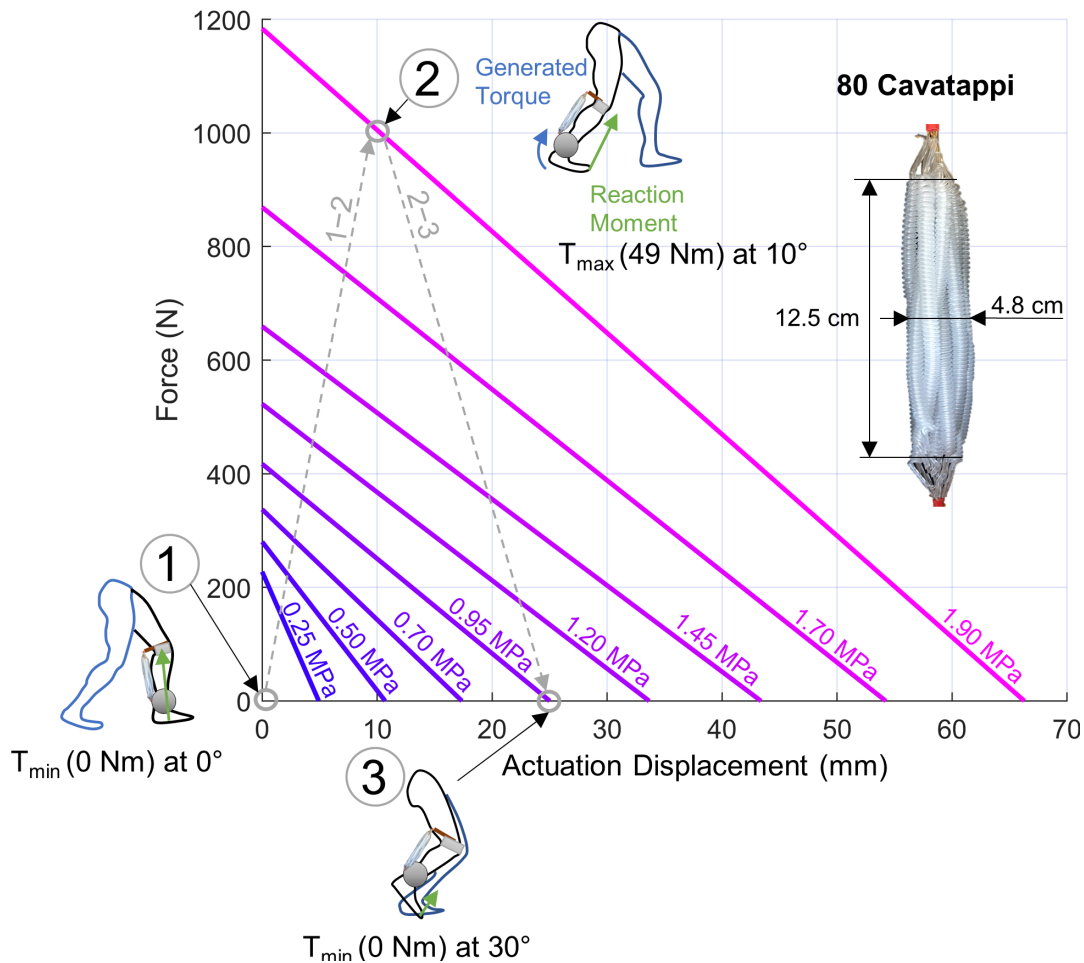 1200
1000
800
600
400
200
0
Force (N)
0
10
20
30
40
50
60
70
Actuation Displacement (mm)
0.25 MPa
0.50 MPa
0.70 MPa
0.95 MPa
1.20 MPa
1.45 MPa
1.70 MPa
1.90 MPa
1–2
2–3
1
T_min (0 Nm) at 0°
2
Generated
Torque
Reaction
Moment
T_max (49 Nm) at 10°
3
T_min (0 Nm) at 30°
80 Cavatappi
12.5 cm
4.8 cm